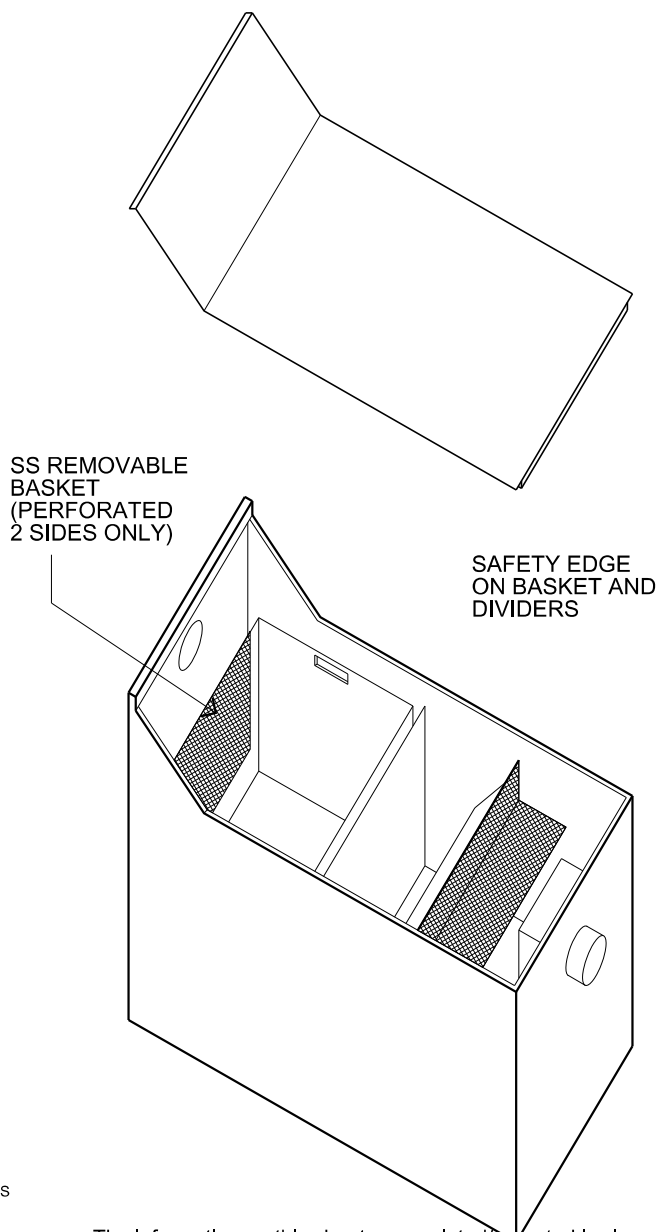 SS REMOVABLE
BASKET
(PERFORATED
2 SIDES ONLY)
SAFETY EDGE
ON BASKET AND
DIVIDERS
S